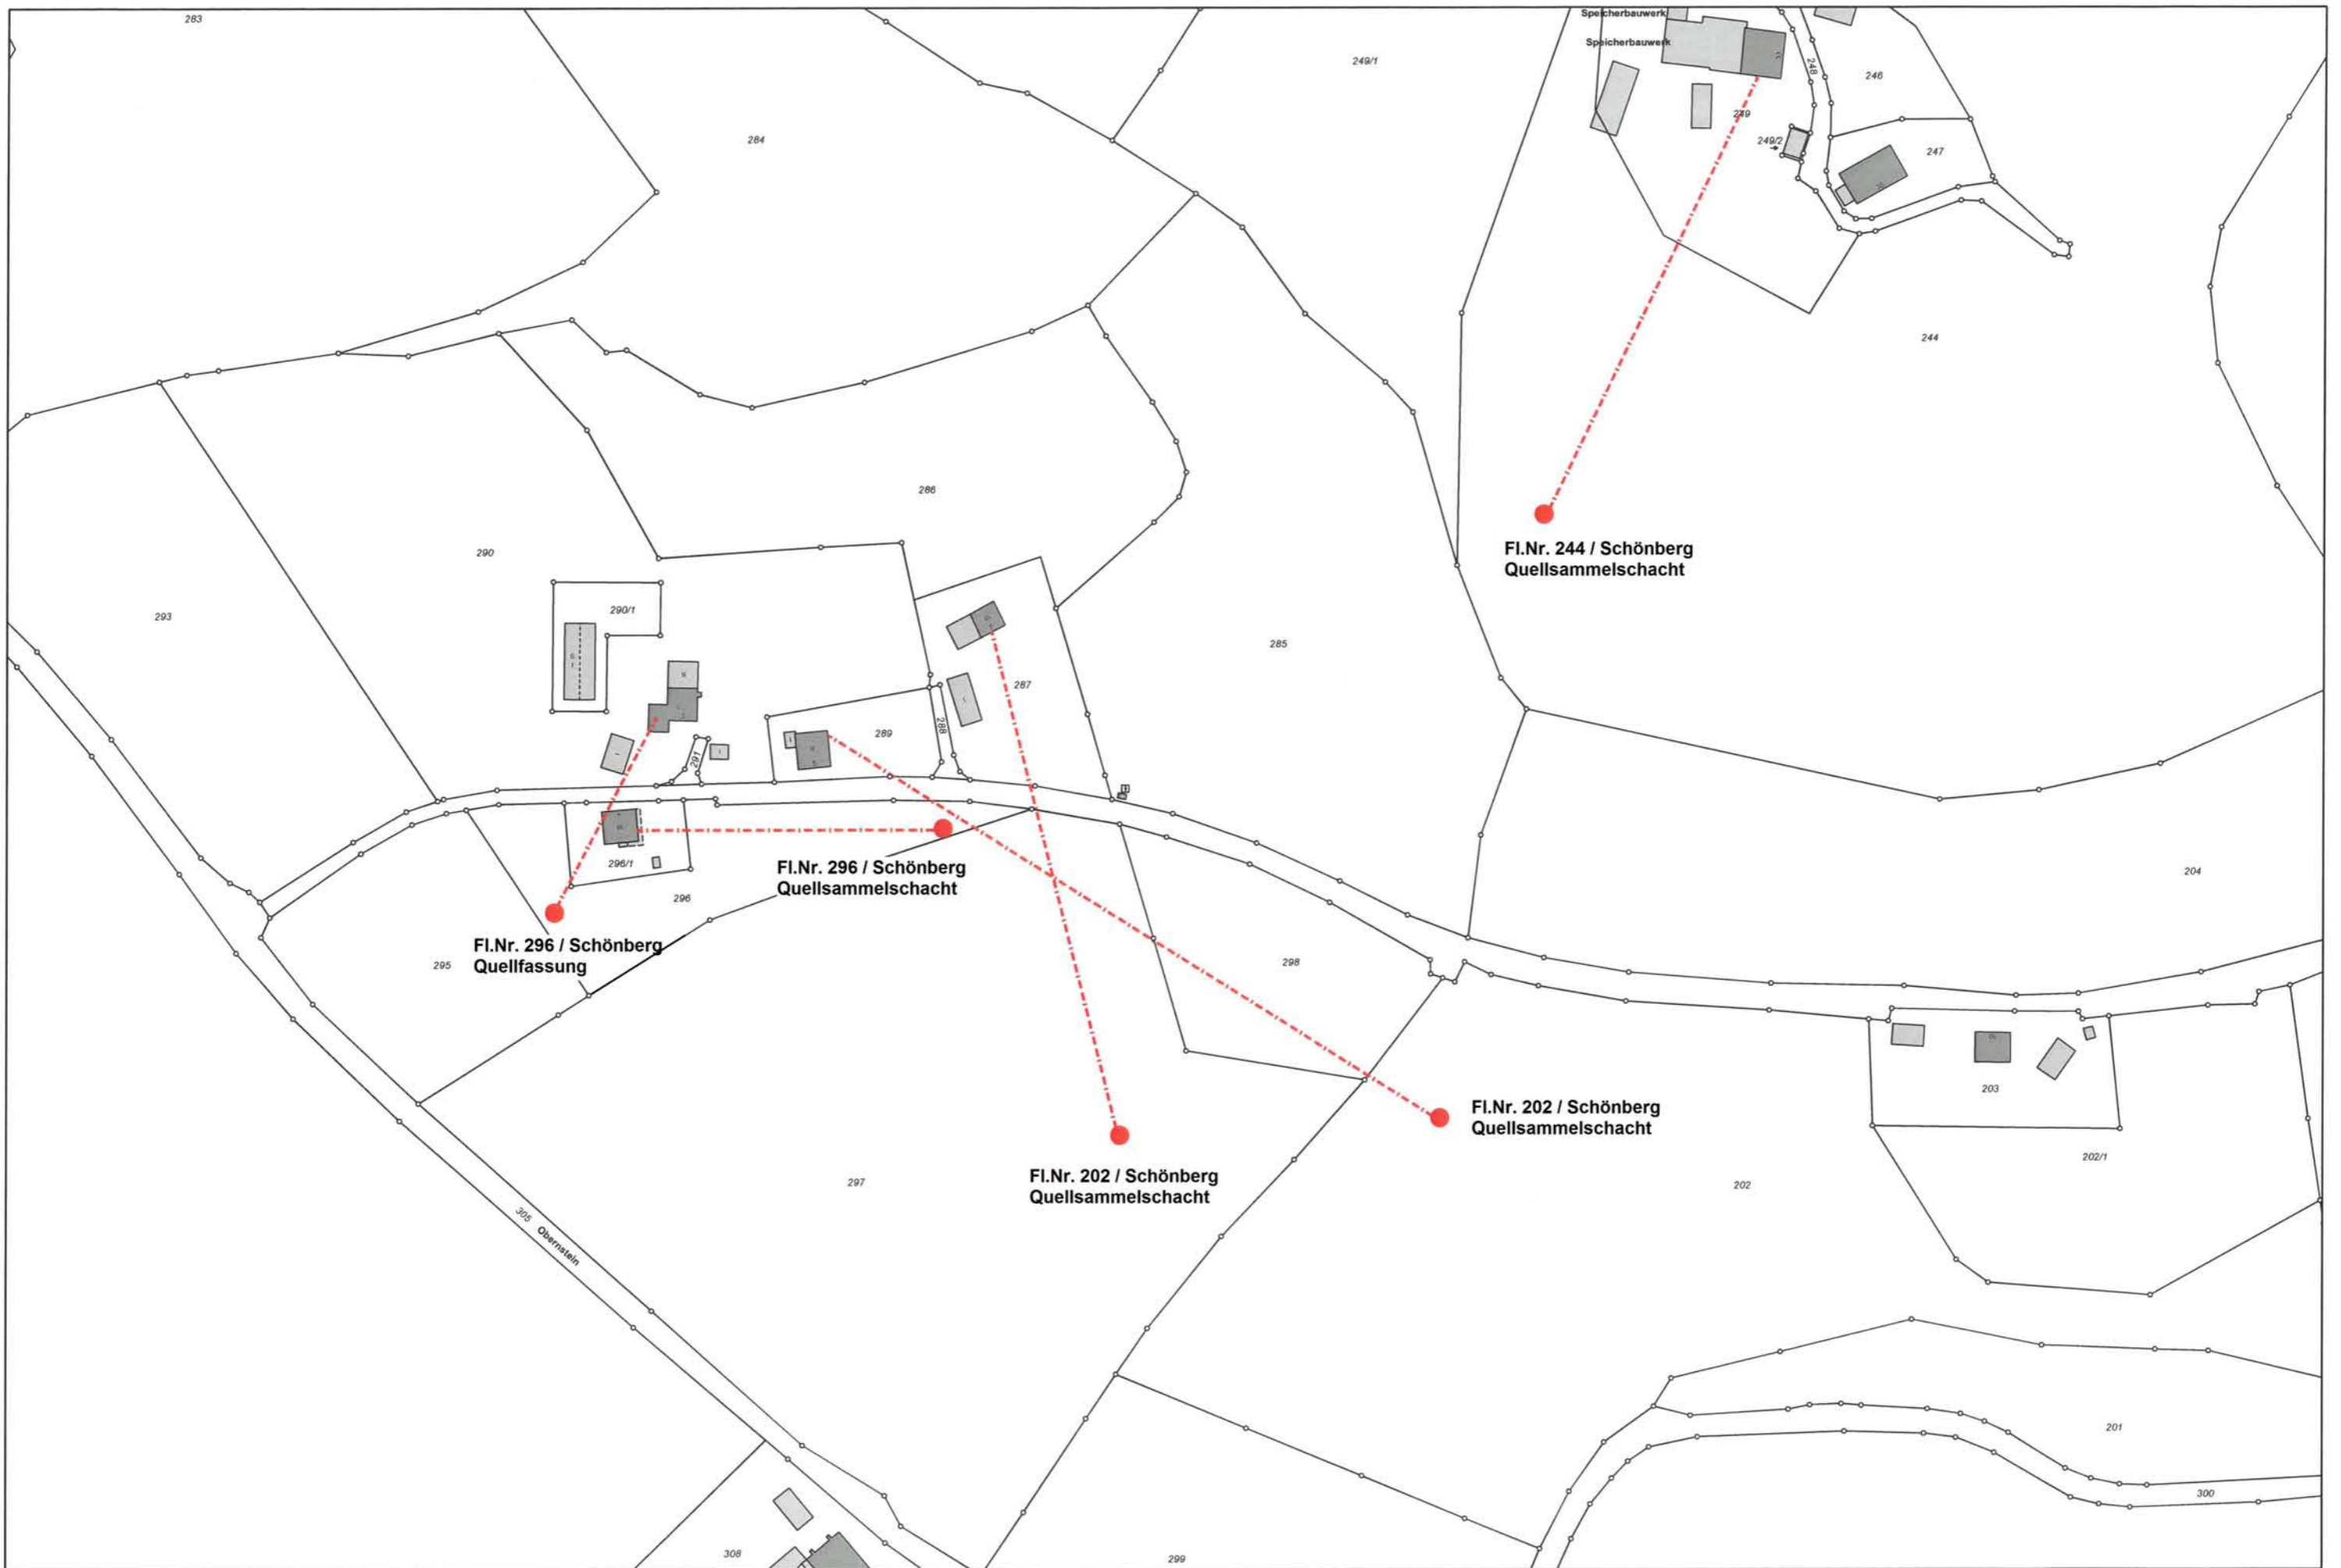 283
Speicherbauwerk
Speicherbauwerk
249/1
248
246
249
284
249/2
247
244
286
Fl.Nr. 244 / Schönberg
Quellsammelschacht
290
290/1
293
285
287
288
289
291
296/1
Fl.Nr. 296 / Schönberg
Quellsammelschacht
204
296
Fl.Nr. 296 / Schönberg
Quellfassung
295
298
203
Fl.Nr. 202 / Schönberg
Quellsammelschacht
202/1
Fl.Nr. 202 / Schönberg
Quellsammelschacht
297
202
305 Obernstein
201
300
308
299